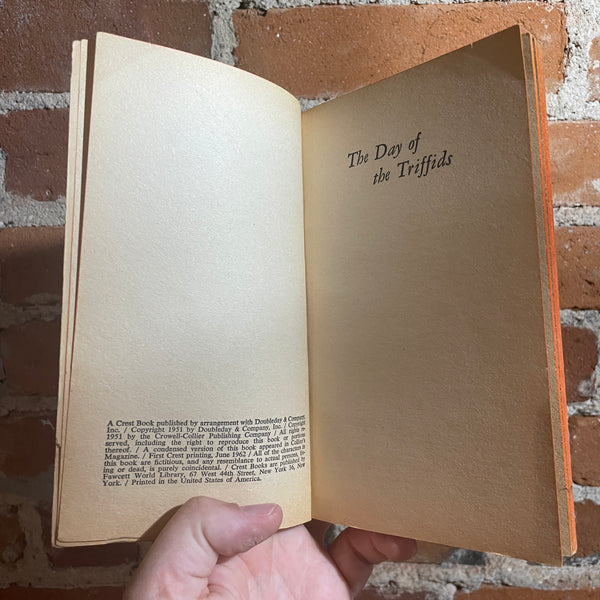 A Crest Book published by arrangement with Doubleday & Company,
Inc. / Copyright 1951 by Doubleday & Company, Inc. / Copyright
1951 by the Crowell-Collier Publishing Company / All rights re-
served, including the right to reproduce this book or portions
thereof. / A condensed version of this book appeared in Collier's
Magazine. / First Crest printing, June 1962 / All of the characters in
this book are fictitious, and any resemblance to actual persons, liv-
ing or dead, is purely coincidental. / Crest Books are published by
Fawcett World Library, 67 West 44th Street, New York 36, New
York. / Printed in the United States of America.
The Day of
the Triffids